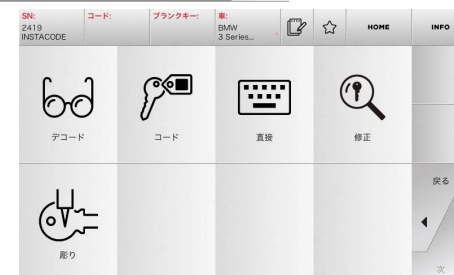 SN:
2419
INSTACODE
コード:
ブランクキー:
車:
BMW
3 Series...
HOME
INFO
デコード
コード
直接
修正
戻る
彫り
次